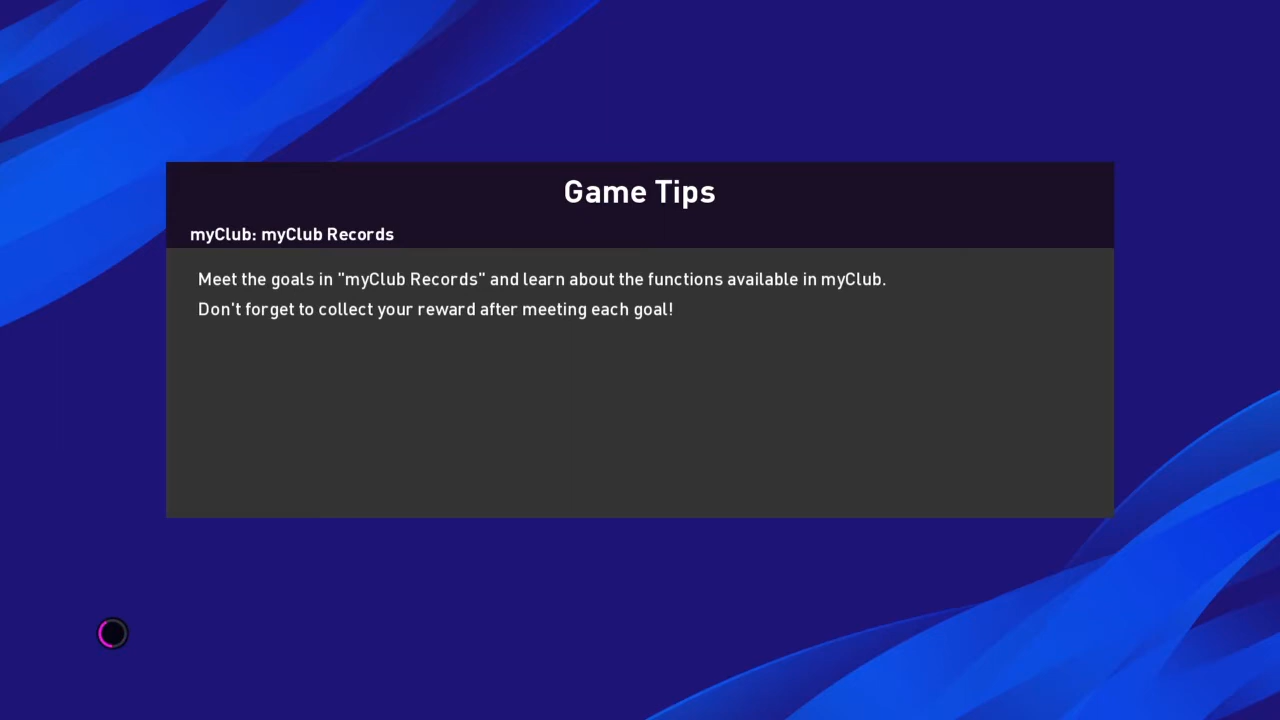 Game Tips
myClub: myClub Records
Meet the goals in "myClub Records" and learn about the functions available in myClub.
Don't forget to collect your reward after meeting each goal!